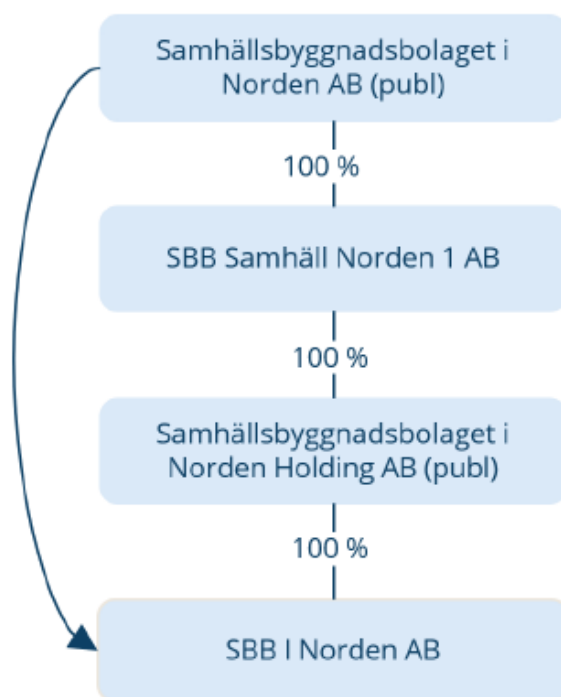 Samhällsbyggnadsbolaget i
Norden AB (publ)
100 %
SBB Samhäll Norden 1 AB
100 %
Samhällsbyggnadsbolaget i
Norden Holding AB (publ)
100 %
SBB I Norden AB